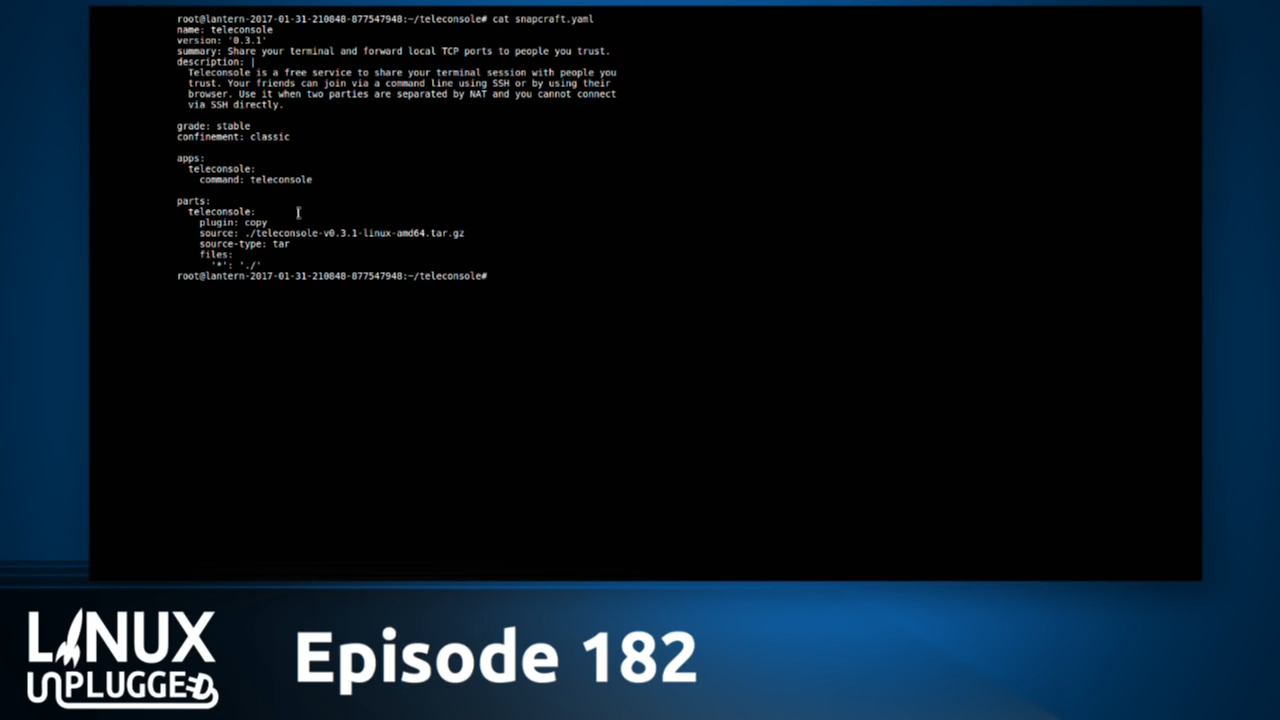 root@lantern-2017-01-31-210848-877547948:~/teleconsole# cat snapcraft.yaml
name: teleconsole
version: '0.3.1'
summary: Share your terminal and forward local TCP ports to people you trust.
description: |
  Teleconsole is a free service to share your terminal session with people you
  trust. Your friends can join via a command line using SSH or by using their
  browser. Use it when two parties are separated by NAT and you cannot connect
  via SSH directly.
grade: stable
confinement: classic
apps:
  teleconsole:
    command: teleconsole
parts:
  teleconsole:
    plugin: copy
    source: ./teleconsole-v0.3.1-linux-amd64.tar.gz
    source-type: tar
    files:
      '*': './'
root@lantern-2017-01-31-210848-877547948:~/teleconsole#
LINUX
UNPLUGGED
Episode 182